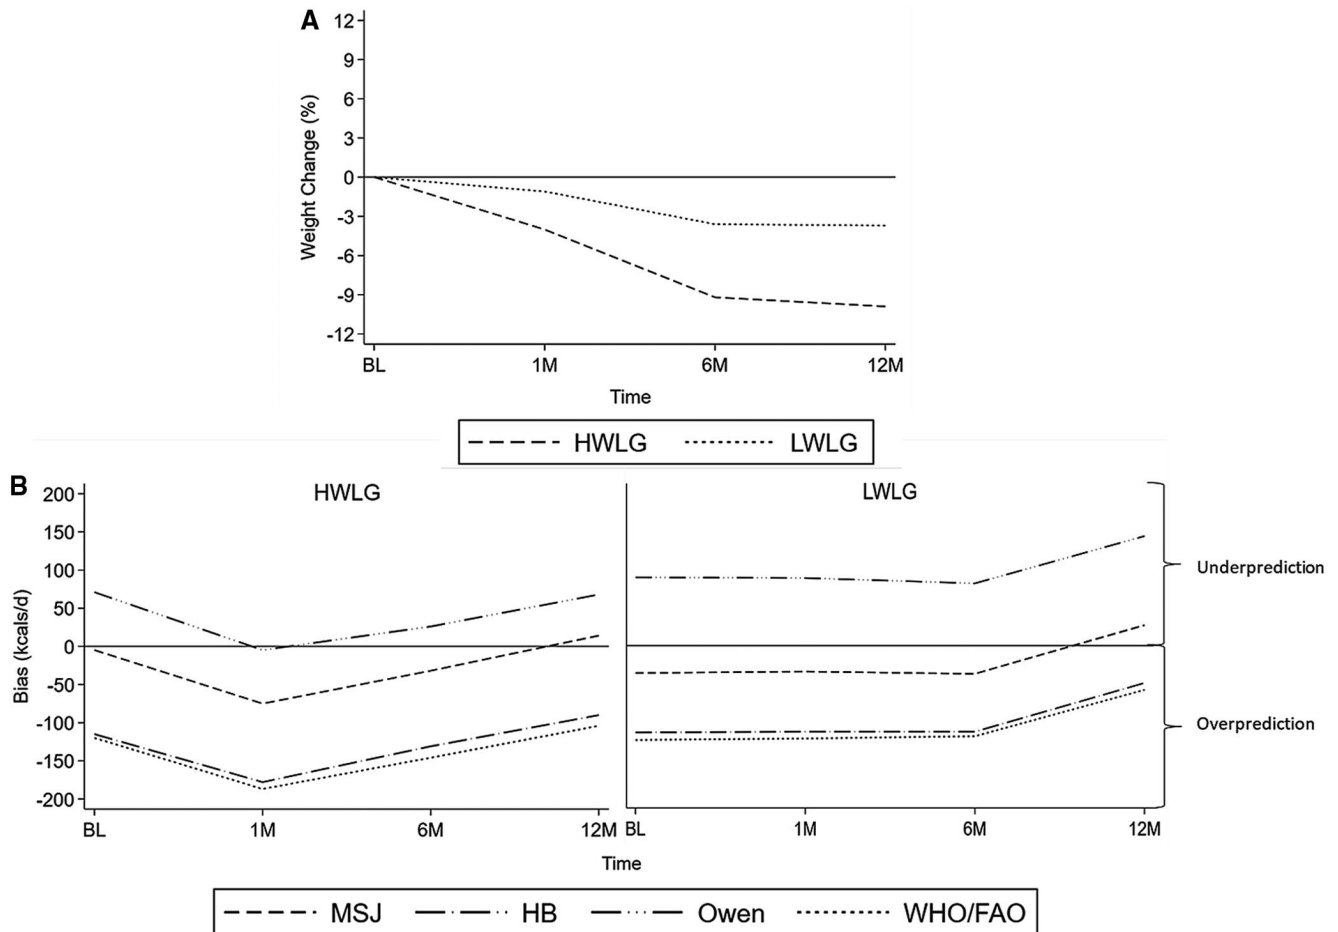 A
Weight Change (%)
12
9
6
3
0
-3
-6
-9
-12
BL 1M 6M 12M
Time
HWLG LWLG
B
HWLG LWLG
Bias (kcals/d)
200
150
100
50
0
-50
-100
-150
-200
Underprediction
Overprediction
BL 1M 6M 12M BL 1M 6M 12M
Time
MSJ HB Owen WHO/FAO